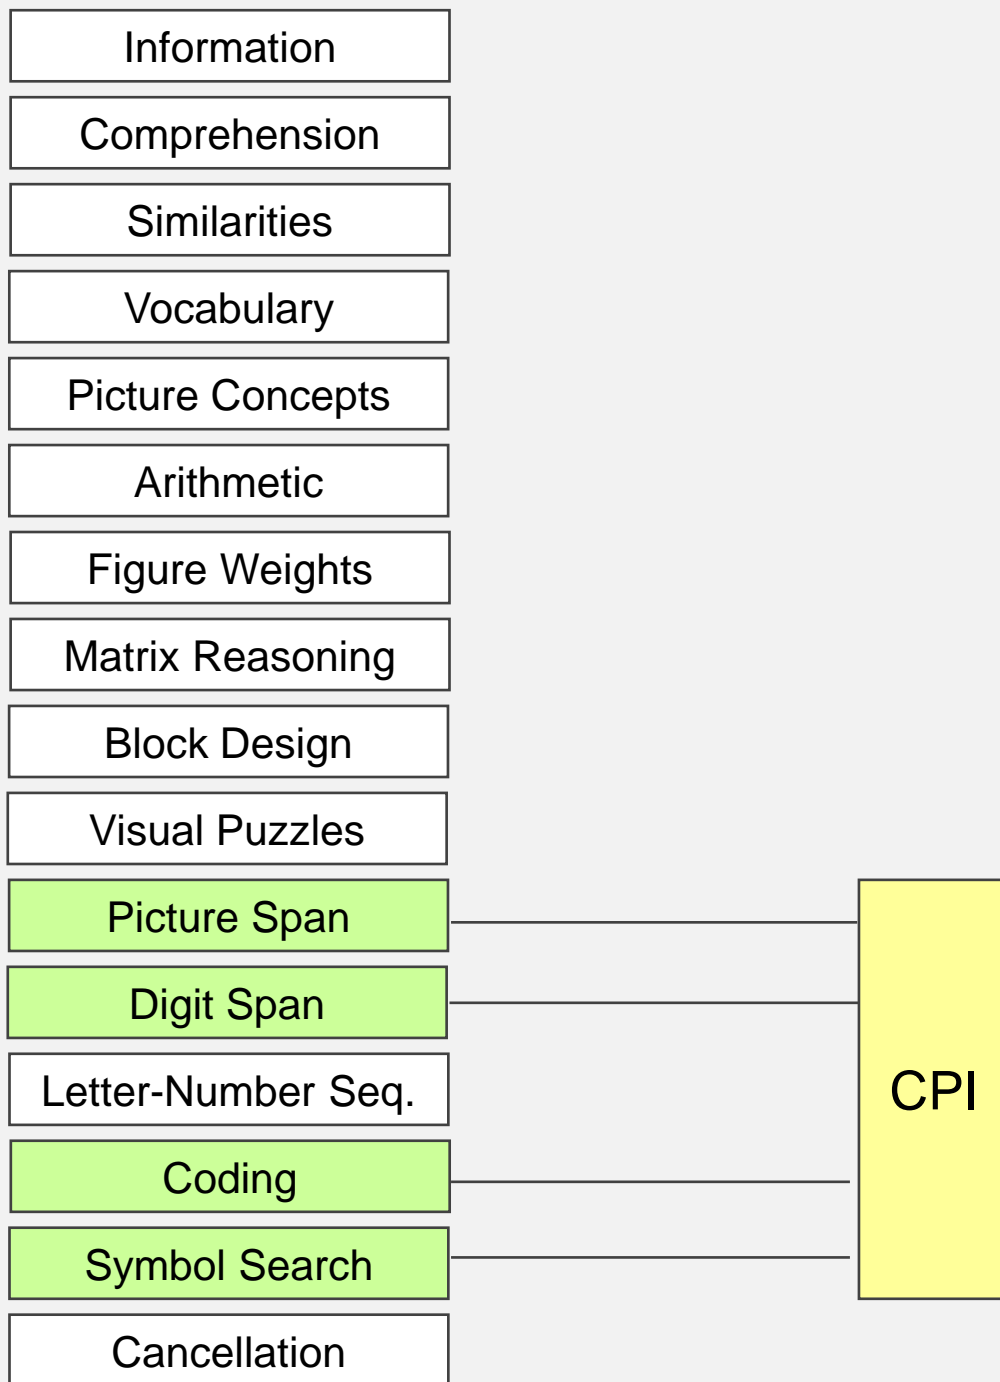 Information
Comprehension
Similarities
Vocabulary
Picture Concepts
Arithmetic
Figure Weights
Matrix Reasoning
Block Design
Visual Puzzles
Picture Span
Digit Span
Letter-Number Seq.
CPI
Coding
Symbol Search
Cancellation